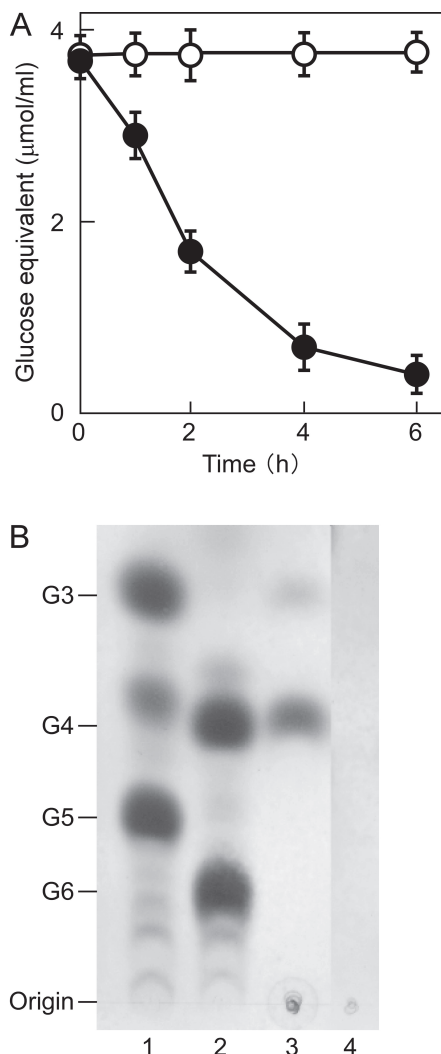 A
Glucose equivalent (μmol/ml)
4
2
0
0 2 4 6
Time (h)
B
G3
G4
G5
G6
Origin
1 2 3 4